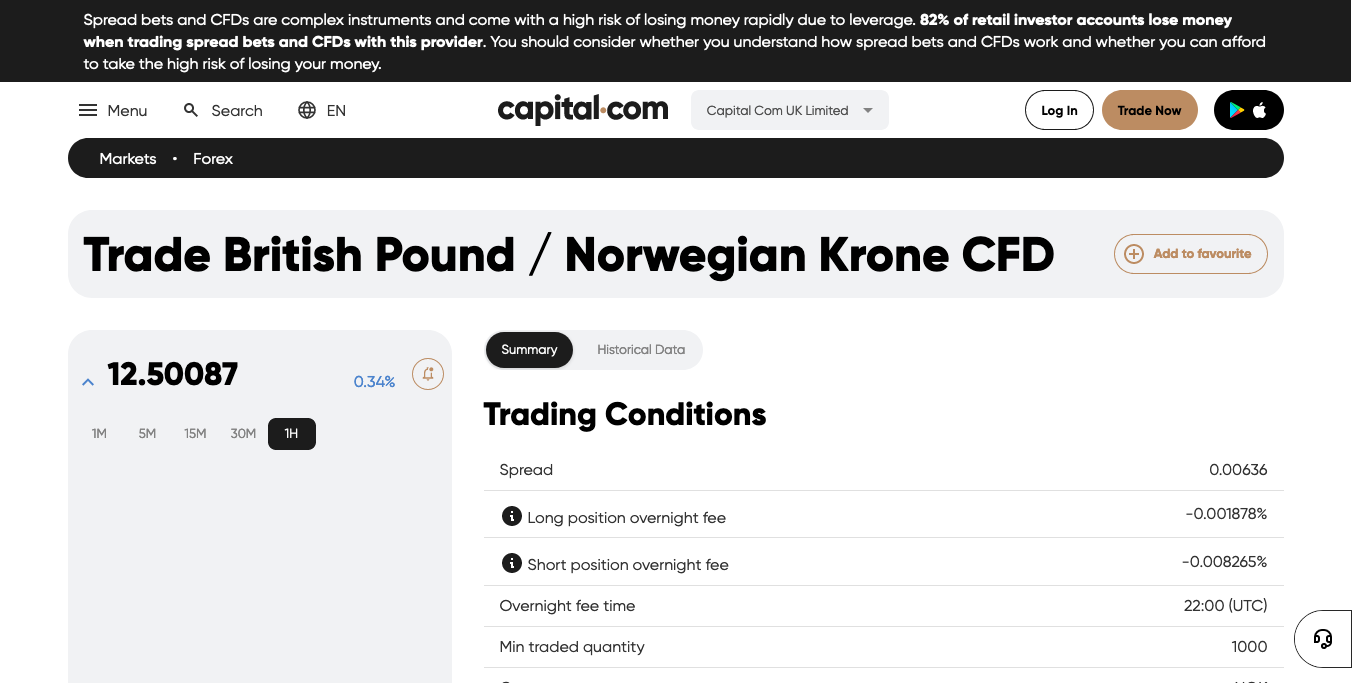 Spread bets and CFDs are complex instruments and come with a high risk of losing money rapidly due to leverage. 82% of retail investor accounts lose money
when trading spread bets and CFDs with this provider. You should consider whether you understand how spread bets and CFDs work and whether you can afford
to take the high risk of losing your money.
Menu
Search
EN
capital.com
Capital Com UK Limited
Log In
Trade Now
Markets • Forex
Trade British Pound / Norwegian Krone CFD
Add to favourite
12.50087
0.34%
1M 5M 15M 30M 1H
Summary
Historical Data
Trading Conditions
Spread 0.00636
Long position overnight fee -0.001878%
Short position overnight fee -0.008265%
Overnight fee time 22:00 (UTC)
Min traded quantity 1000